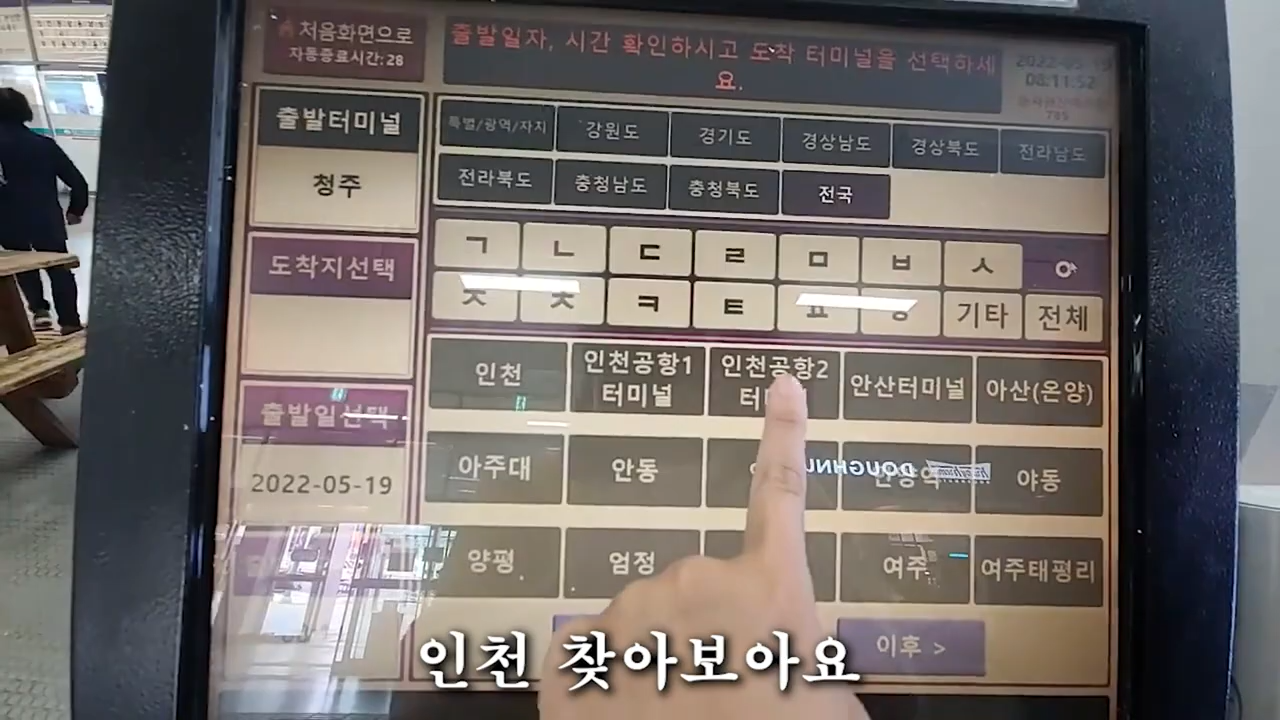 처음화면으로
자동종료시간: 28
출발일자, 시간 확인하시고 도착 터미널을 선택하세
요.
2022-05-19
08:11:52
출발터미널
청주
도착지선택
출발일선택
2022-05-19
특별/광역/자치 강원도 경기도 경상남도 경상북도 전라남도
전라북도 충청남도 충청북도 전국
ㄱ ㄴ ㄷ ㄹ ㅁ ㅂ ㅅ ㅇ
ㅈ ㅊ ㅋ ㅌ ㅍ ㅎ 기타 전체
인천 인천공항1 터미널 인천공항2 안산터미널 아산(온양)
아주대 안동 야동
양평 엄정 여주 여주태평리
이후 >
DOUGHNU
인천 찾아보아요